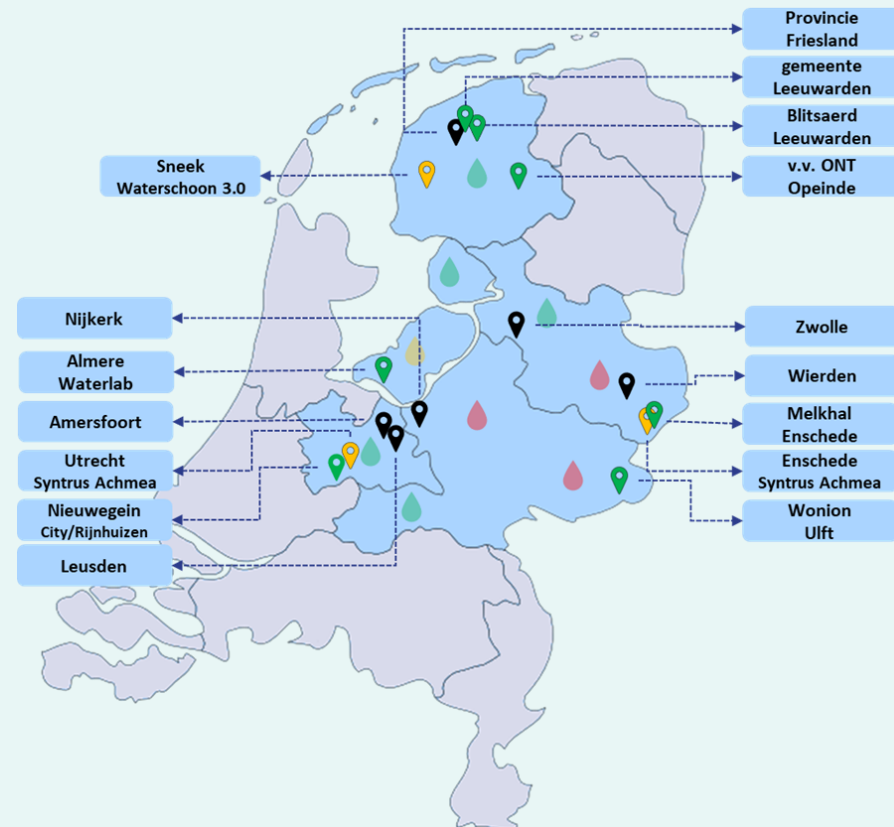 Provincie
Friesland
gemeente
Leeuwarden
Blitsaerd
Leeuwarden
v.v. ONT
Opeinde
Sneek
Waterschoon 3.0
Nijkerk
Almere
Waterlab
Amersfoort
Utrecht
Syntrus Achmea
Nieuwegein
City/Rijnhuizen
Leusden
Zwolle
Wierden
Melkhal
Enschede
Enschede
Syntrus Achmea
Wonion
Ulft